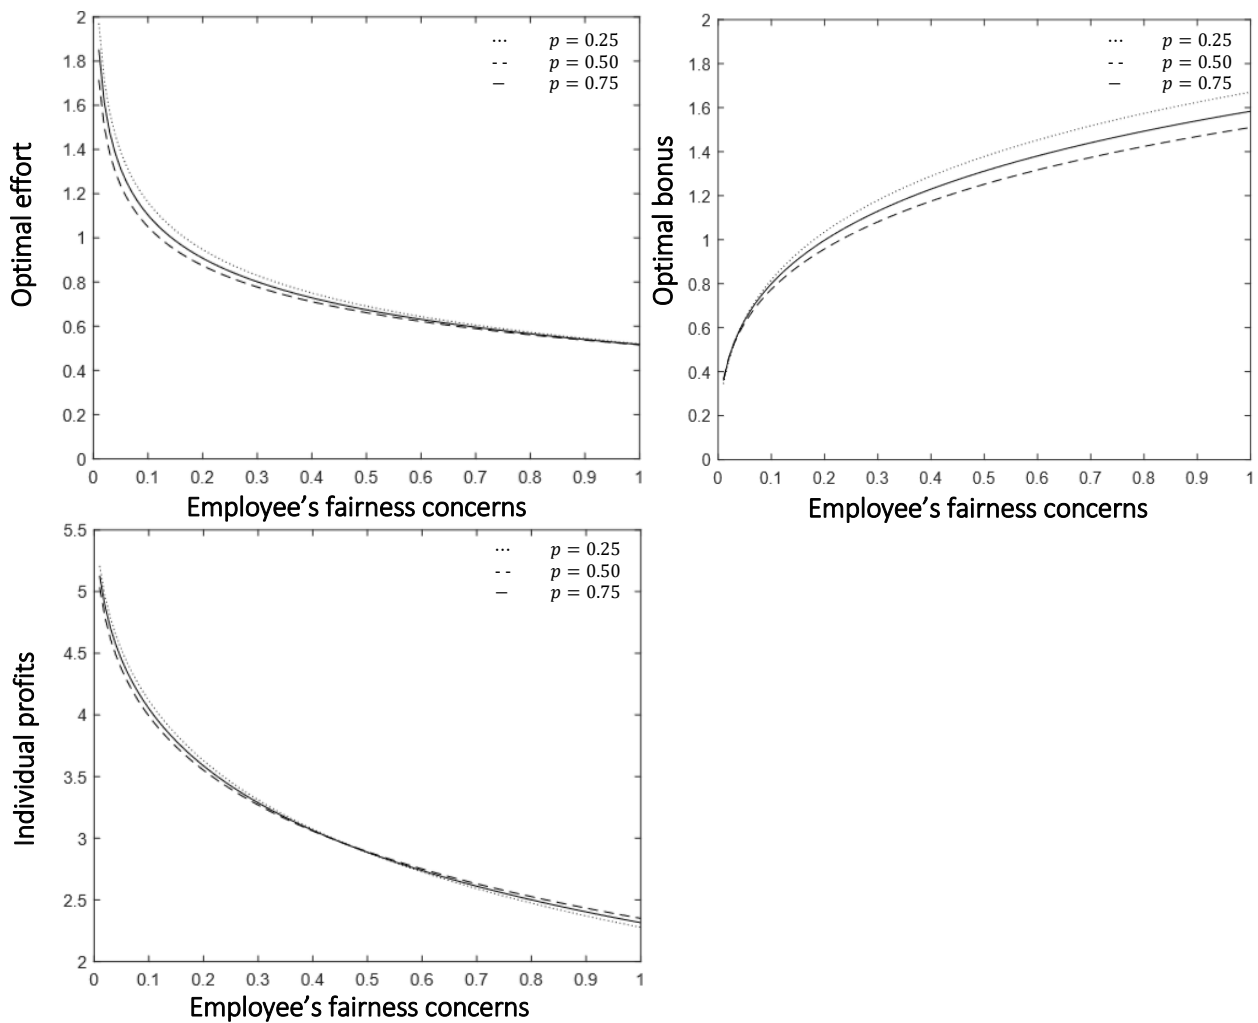 2
1.8
1.6
1.4
1.2
1
0.8
0.6
0.4
0.2
0
0 0.1 0.2 0.3 0.4 0.5 0.6 0.7 0.8 0.9 1
Optimal effort
Employee's fairness concerns
··· p = 0.25
-- p = 0.50
— p = 0.75
2
1.8
1.6
1.4
1.2
1
0.8
0.6
0.4
0.2
0
0 0.1 0.2 0.3 0.4 0.5 0.6 0.7 0.8 0.9 1
Optimal bonus
Employee's fairness concerns
··· p = 0.25
-- p = 0.50
— p = 0.75
5.5
5
4.5
4
3.5
3
2.5
2
0 0.1 0.2 0.3 0.4 0.5 0.6 0.7 0.8 0.9 1
Individual profits
Employee's fairness concerns
··· p = 0.25
-- p = 0.50
— p = 0.75